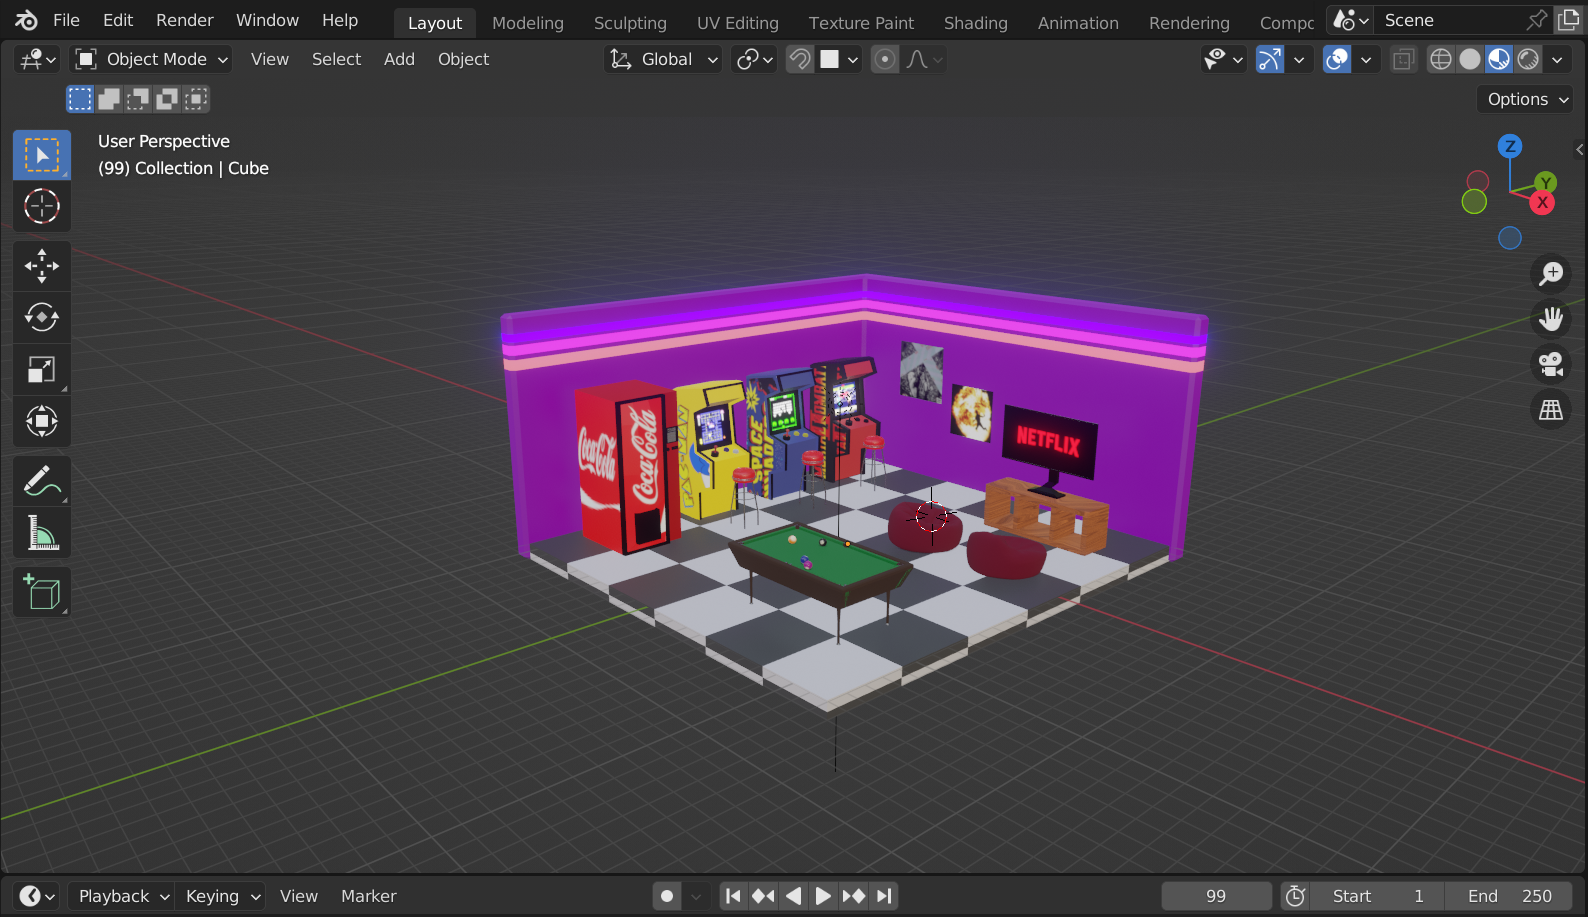 File Edit Render Window Help
Layout Modeling Sculpting UV Editing Texture Paint Shading Animation Rendering Compo Scene
Object Mode View Select Add Object Global
Options
User Perspective
(99) Collection | Cube
Z
Y
X
Coca-Cola
Coca-Cola
SPACE
NETFLIX
Playback Keying View Marker 99 Start 1 End 250